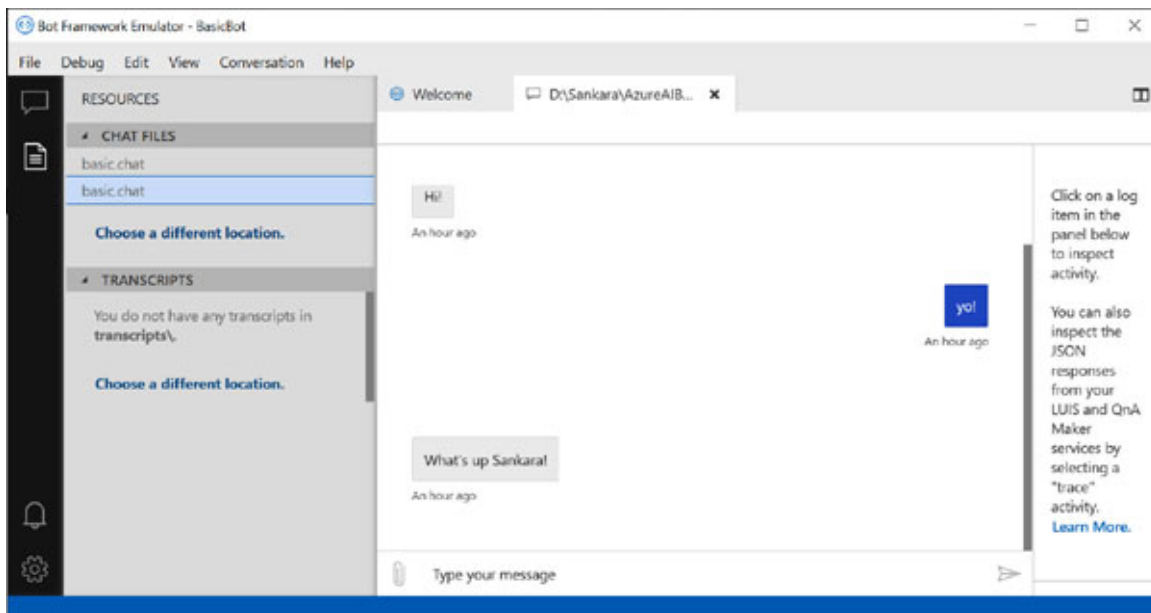 Bot Framework Emulator - BasicBot
File Debug Edit View Conversation Help
RESOURCES
CHAT FILES
basic.chat
basic.chat
Choose a different location.
TRANSCRIPTS
You do not have any transcripts in
transcripts\.
Choose a different location.
Welcome
D:\Sankara\AzureAIB...
Hi!
An hour ago
yo!
An hour ago
What's up Sankara!
An hour ago
Type your message
Click on a log
item in the
panel below
to inspect
activity.
You can also
inspect the
JSON
responses
from your
LUIS and QnA
Maker
services by
selecting a
"trace"
activity.
Learn More.